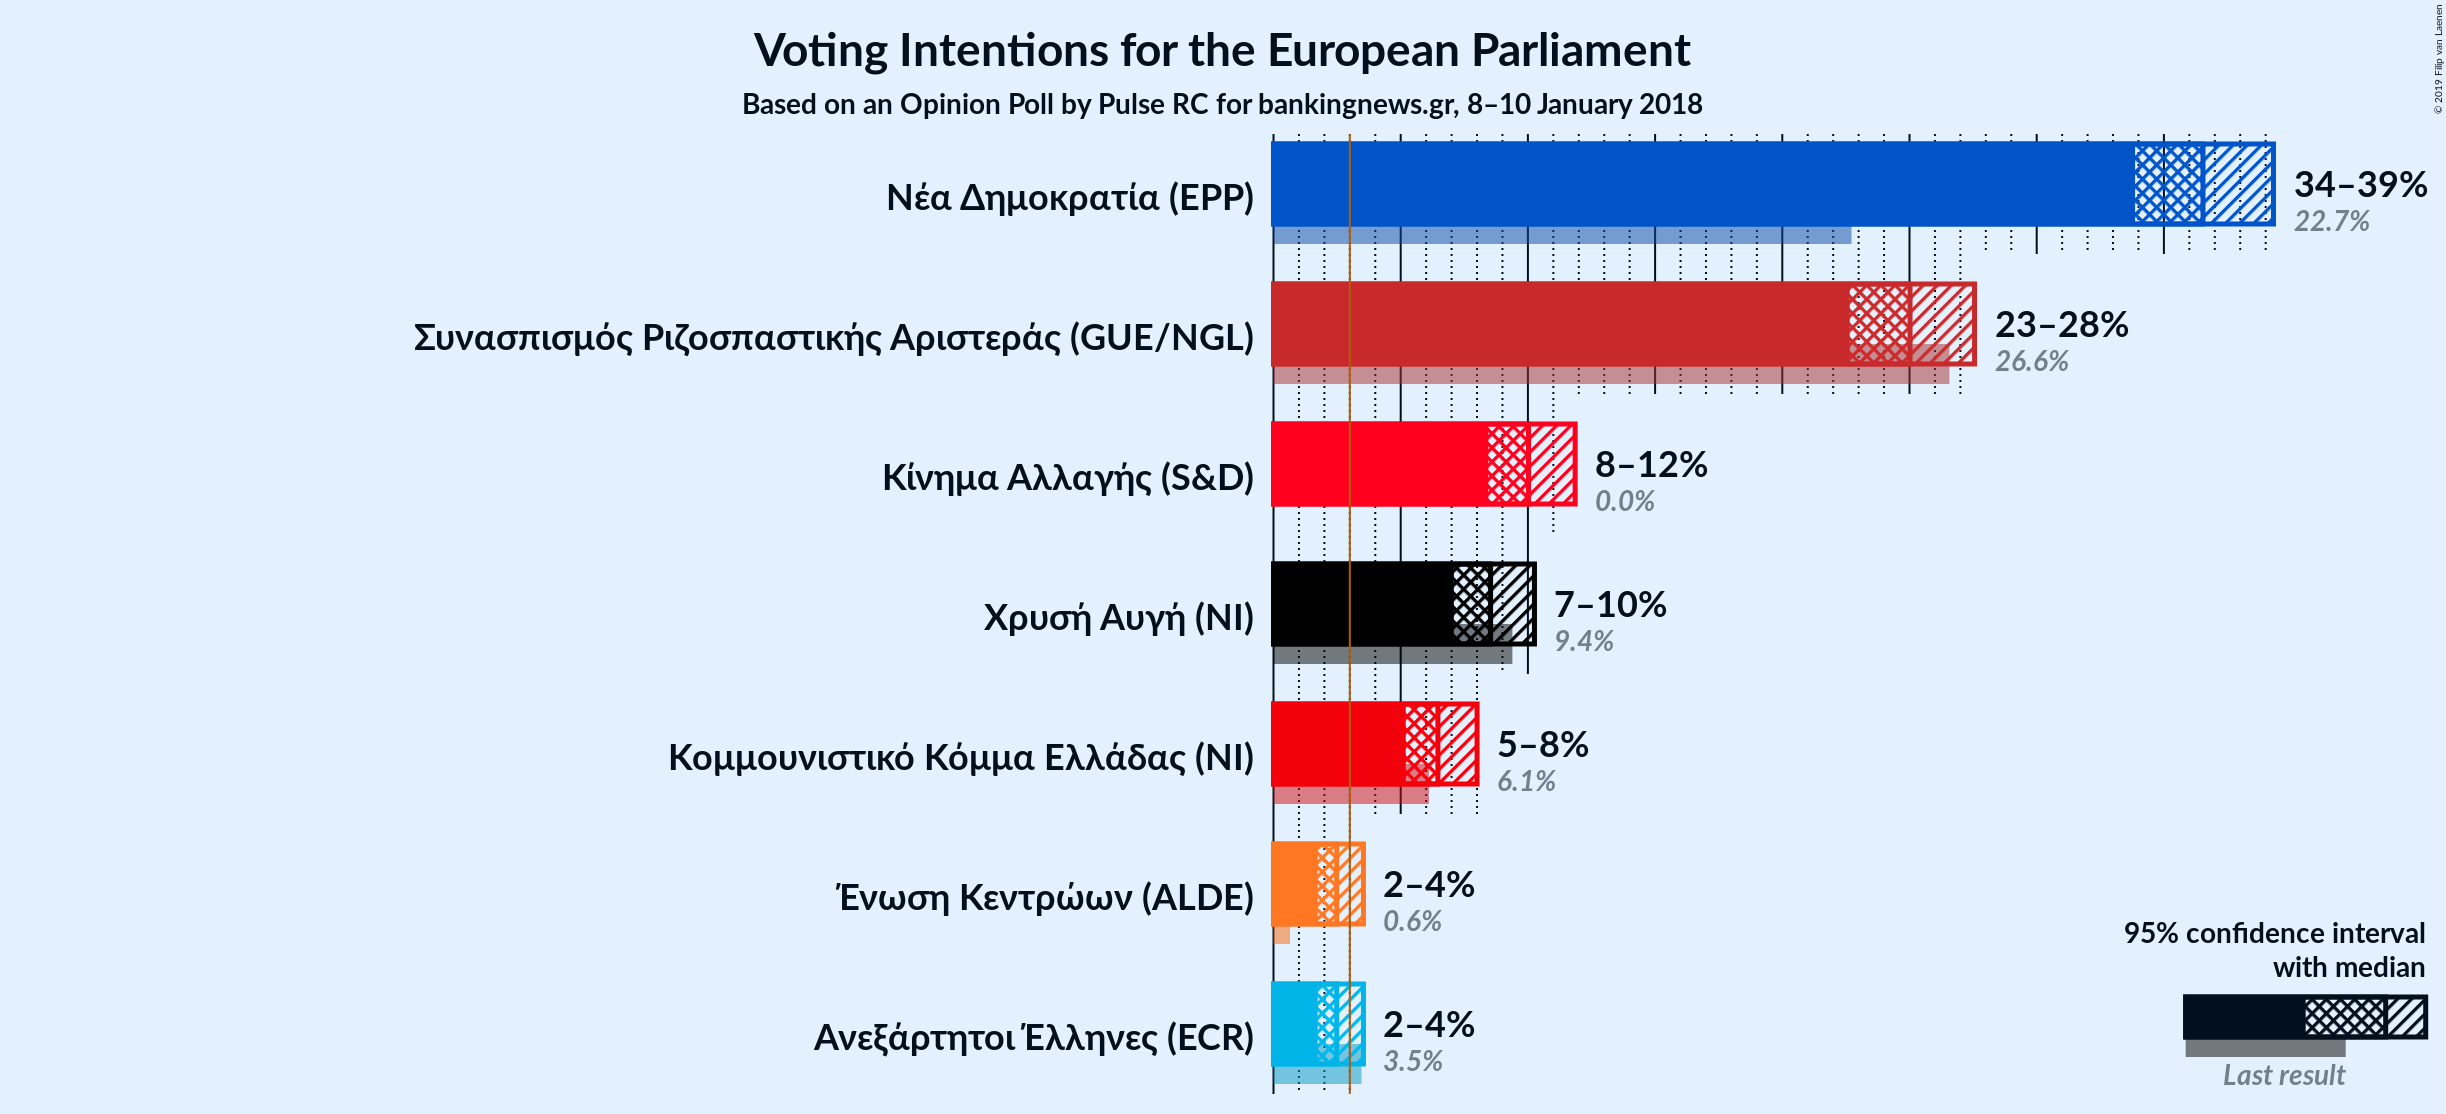 Voting Intentions for the European Parliament
Based on an Opinion Poll by Pulse RC for bankingnews.gr, 8–10 January 2018
© 2019 Filip van Laenen
Νέα Δημοκρατία (EPP)
34–39%
22.7%
Συνασπισμός Ριζοσπαστικής Αριστεράς (GUE/NGL)
23–28%
26.6%
Κίνημα Αλλαγής (S&D)
8–12%
0.0%
Χρυσή Αυγή (NI)
7–10%
9.4%
Κομμουνιστικό Κόμμα Ελλάδας (NI)
5–8%
6.1%
Ένωση Κεντρώων (ALDE)
2–4%
0.6%
Ανεξάρτητοι Έλληνες (ECR)
2–4%
3.5%
95% confidence interval
with median
Last result